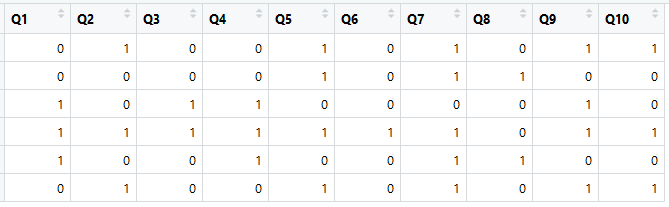 Q1 Q2 Q3 Q4 Q5 Q6 Q7 Q8 Q9 Q10
0 1 0 0 1 0 1 0 1 1
0 0 0 0 1 0 1 1 0 0
1 0 1 1 0 0 0 0 1 0
1 1 1 1 1 1 1 0 1 1
1 0 0 1 0 0 1 1 0 0
0 1 0 0 1 0 1 0 1 1